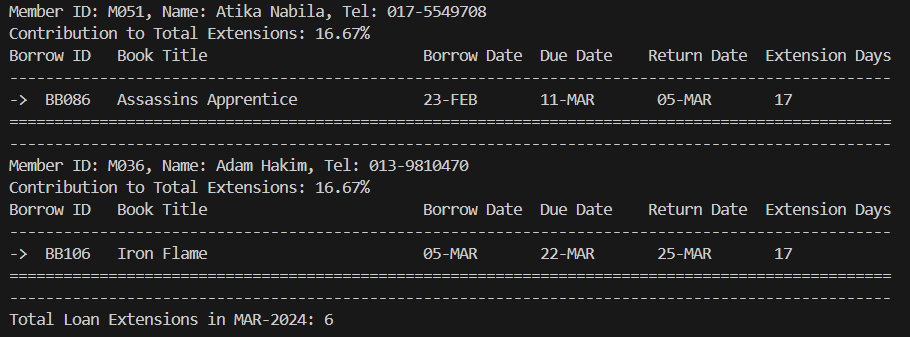 Member ID: M051, Name: Atika Nabila, Tel: 017-5549708
Contribution to Total Extensions: 16.67%
Borrow ID   Book Title                        Borrow Date  Due Date    Return Date  Extension Days
--------------------------------------------------------------------------------------------------
->  BB086   Assassins Apprentice              23-FEB       11-MAR       05-MAR       17
==================================================================================================
--------------------------------------------------------------------------------------------------
Member ID: M036, Name: Adam Hakim, Tel: 013-9810470
Contribution to Total Extensions: 16.67%
Borrow ID   Book Title                        Borrow Date  Due Date    Return Date  Extension Days
--------------------------------------------------------------------------------------------------
->  BB106   Iron Flame                        05-MAR       22-MAR       25-MAR       17
==================================================================================================
--------------------------------------------------------------------------------------------------
Total Loan Extensions in MAR-2024: 6